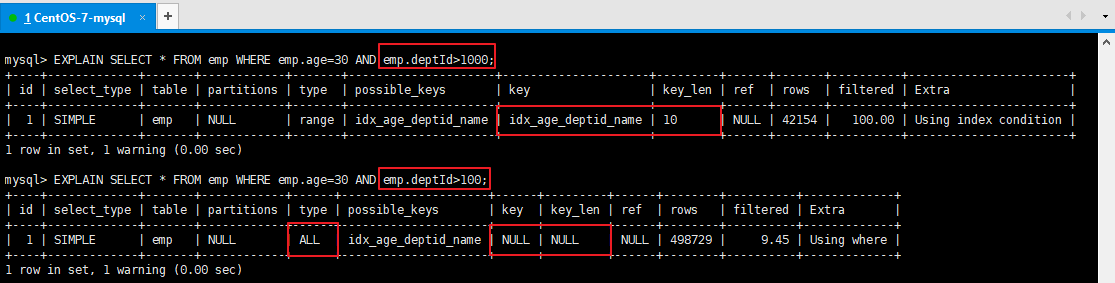 1 CentOS-7-mysql × +
mysql> EXPLAIN SELECT * FROM emp WHERE emp.age=30 AND emp.deptId>1000;
+----+-------------+-------+------------+-------+---------------------+---------------------+---------+------+-------+----------+-----------------------+
| id | select_type | table | partitions | type | possible_keys | key | key_len | ref | rows | filtered | Extra |
+----+-------------+-------+------------+-------+---------------------+---------------------+---------+------+-------+----------+-----------------------+
| 1 | SIMPLE | emp | NULL | range | idx_age_deptid_name | idx_age_deptid_name | 10 | NULL | 42154 | 100.00 | Using index condition |
+----+-------------+-------+------------+-------+---------------------+---------------------+---------+------+-------+----------+-----------------------+
1 row in set, 1 warning (0.00 sec)
mysql> EXPLAIN SELECT * FROM emp WHERE emp.age=30 AND emp.deptId>100;
+----+-------------+-------+------------+------+---------------------+------+---------+------+--------+----------+-------------+
| id | select_type | table | partitions | type | possible_keys | key | key_len | ref | rows | filtered | Extra |
+----+-------------+-------+------------+------+---------------------+------+---------+------+--------+----------+-------------+
| 1 | SIMPLE | emp | NULL | ALL | idx_age_deptid_name | NULL | NULL | NULL | 498729 | 9.45 | Using where |
+----+-------------+-------+------------+------+---------------------+------+---------+------+--------+----------+-------------+
1 row in set, 1 warning (0.00 sec)